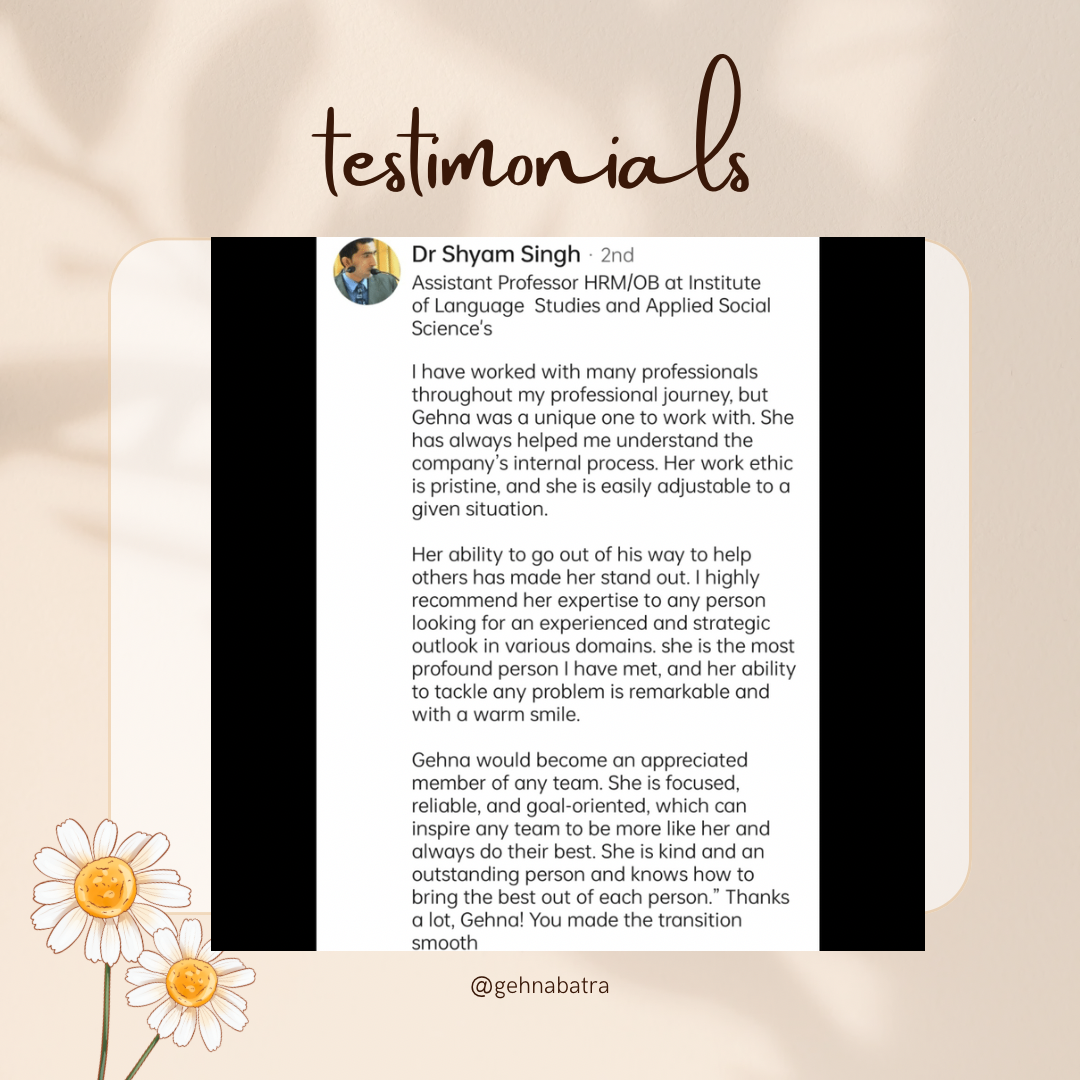 testimonials
Dr Shyam Singh · 2nd
Assistant Professor HRM/OB at Institute
of Language  Studies and Applied Social
Science's
I have worked with many professionals
throughout my professional journey, but
Gehna was a unique one to work with. She
has always helped me understand the
company's internal process. Her work ethic
is pristine, and she is easily adjustable to a
given situation.
Her ability to go out of his way to help
others has made her stand out. I highly
recommend her expertise to any person
looking for an experienced and strategic
outlook in various domains. she is the most
profound person I have met, and her ability
to tackle any problem is remarkable and
with a warm smile.
Gehna would become an appreciated
member of any team. She is focused,
reliable, and goal-oriented, which can
inspire any team to be more like her and
always do their best. She is kind and an
outstanding person and knows how to
bring the best out of each person.” Thanks
a lot, Gehna! You made the transition
smooth
@gehnabatra